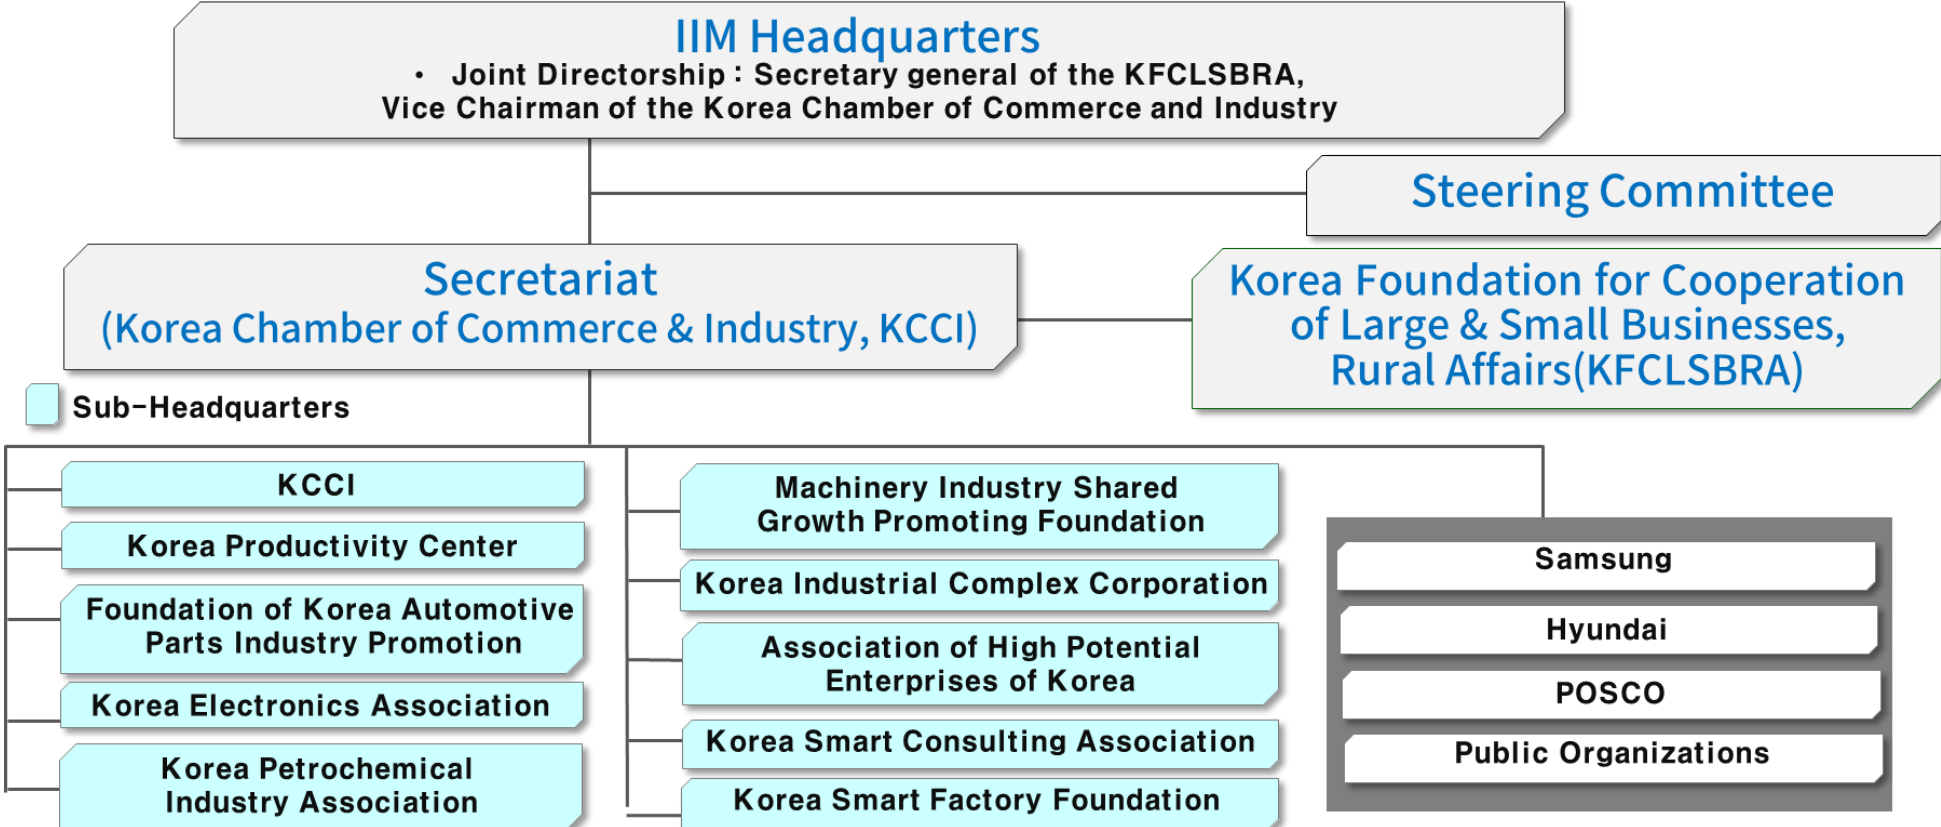 IIM Headquarters
• Joint Directorship : Secretary general of the KFCLSBRA,
Vice Chairman of the Korea Chamber of Commerce and Industry
Steering Committee
Secretariat
(Korea Chamber of Commerce & Industry, KCCI)
Korea Foundation for Cooperation
of Large & Small Businesses,
Rural Affairs(KFCLSBRA)
Sub-Headquarters
KCCI
Korea Productivity Center
Foundation of Korea Automotive
Parts Industry Promotion
Korea Electronics Association
Korea Petrochemical
Industry Association
Machinery Industry Shared
Growth Promoting Foundation
Korea Industrial Complex Corporation
Association of High Potential
Enterprises of Korea
Korea Smart Consulting Association
Korea Smart Factory Foundation
Samsung
Hyundai
POSCO
Public Organizations